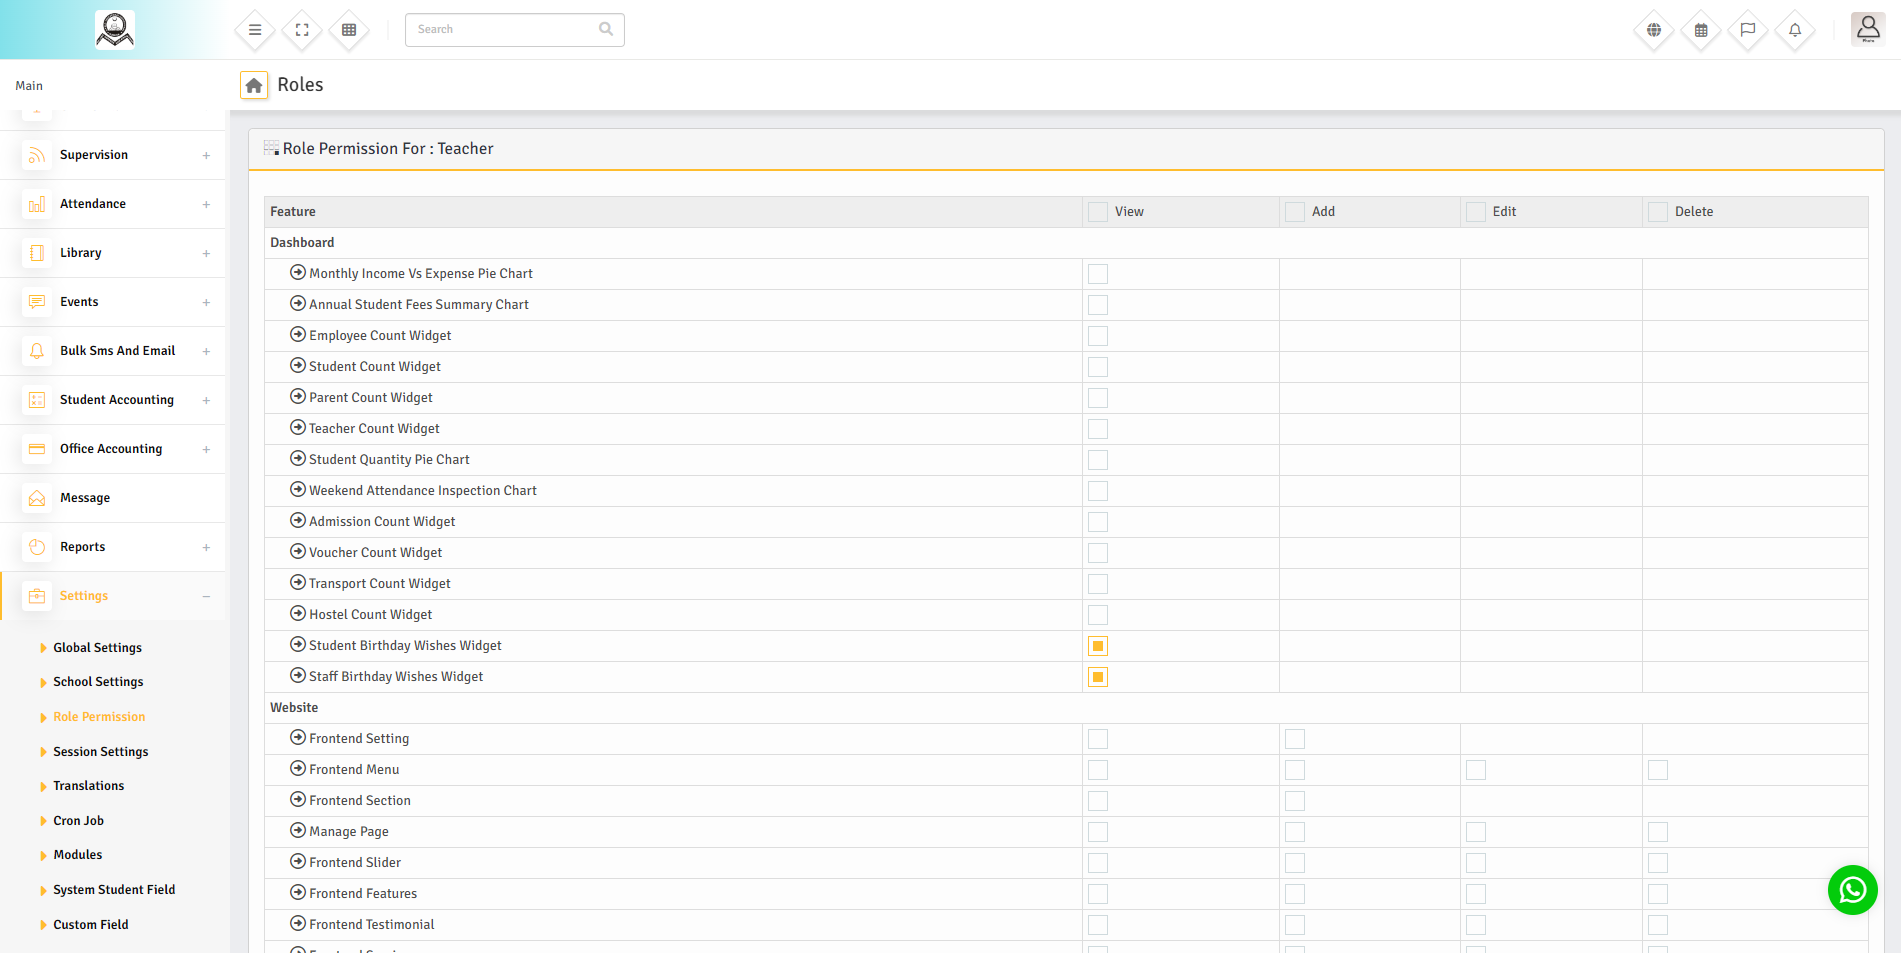 Search
Main
Roles
Supervision
Attendance
Library
Events
Bulk Sms And Email
Student Accounting
Office Accounting
Message
Reports
Settings
Global Settings
School Settings
Role Permission
Session Settings
Translations
Cron Job
Modules
System Student Field
Custom Field
Role Permission For : Teacher
Feature View Add Edit Delete
Dashboard
Monthly Income Vs Expense Pie Chart
Annual Student Fees Summary Chart
Employee Count Widget
Student Count Widget
Parent Count Widget
Teacher Count Widget
Student Quantity Pie Chart
Weekend Attendance Inspection Chart
Admission Count Widget
Voucher Count Widget
Transport Count Widget
Hostel Count Widget
Student Birthday Wishes Widget
Staff Birthday Wishes Widget
Website
Frontend Setting
Frontend Menu
Frontend Section
Manage Page
Frontend Slider
Frontend Features
Frontend Testimonial